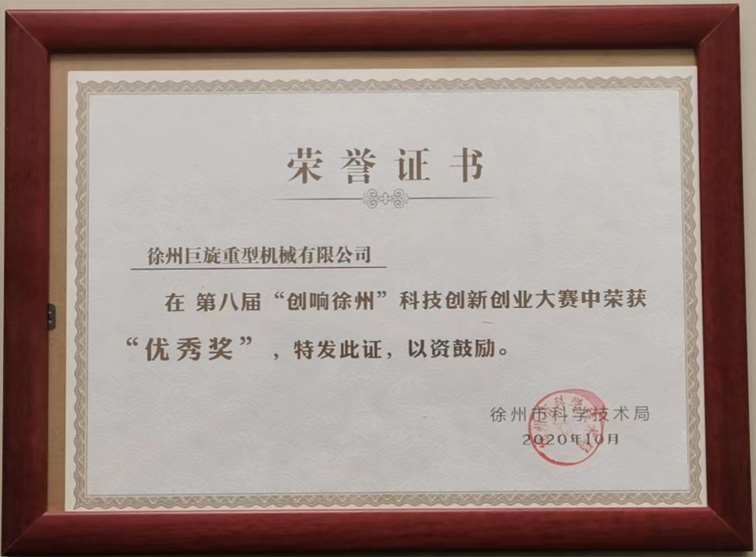 荣誉证书
徐州巨旋重型机械有限公司
在 第八届“创响徐州”科技创新创业大赛中荣获
“优秀奖”，特发此证，以资鼓励。
徐州市科学技术局
2020年10月